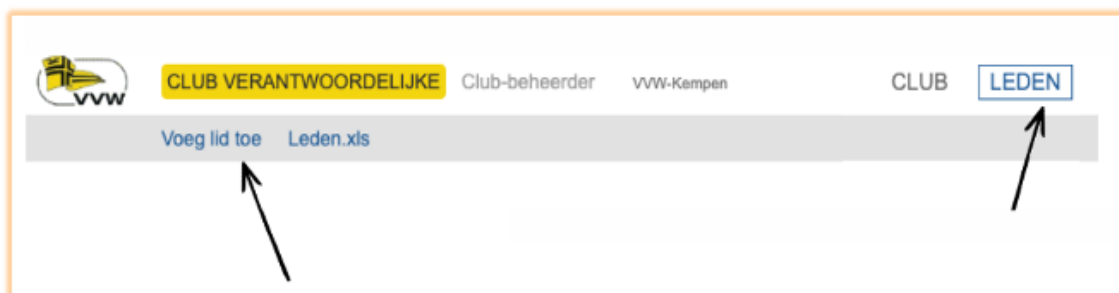 VVW CLUB VERANTWOORDELIJKE Club-beheerder VVW-Kempen CLUB LEDEN
Voeg lid toe Leden.xls